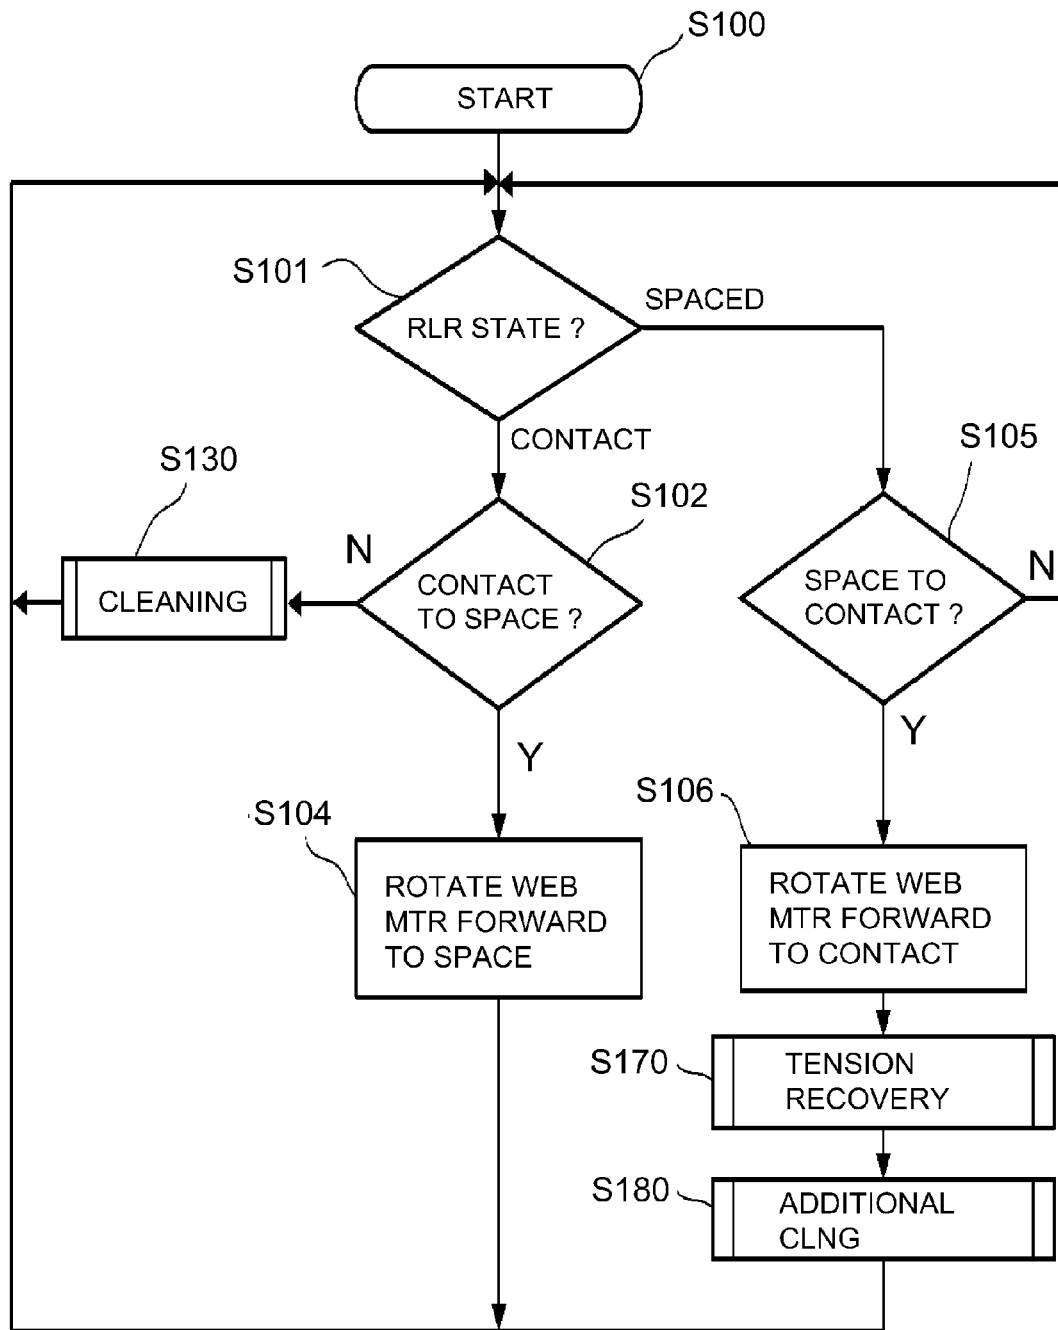 S100
START
S101
RLR STATE ?
SPACED
CONTACT
S130
CLEANING
N
S102
CONTACT
TO SPACE ?
Y
S105
SPACE TO
CONTACT ?
N
Y
S104
ROTATE WEB
MTR FORWARD
TO SPACE
S106
ROTATE WEB
MTR FORWARD
TO CONTACT
S170
TENSION
RECOVERY
S180
ADDITIONAL
CLNG